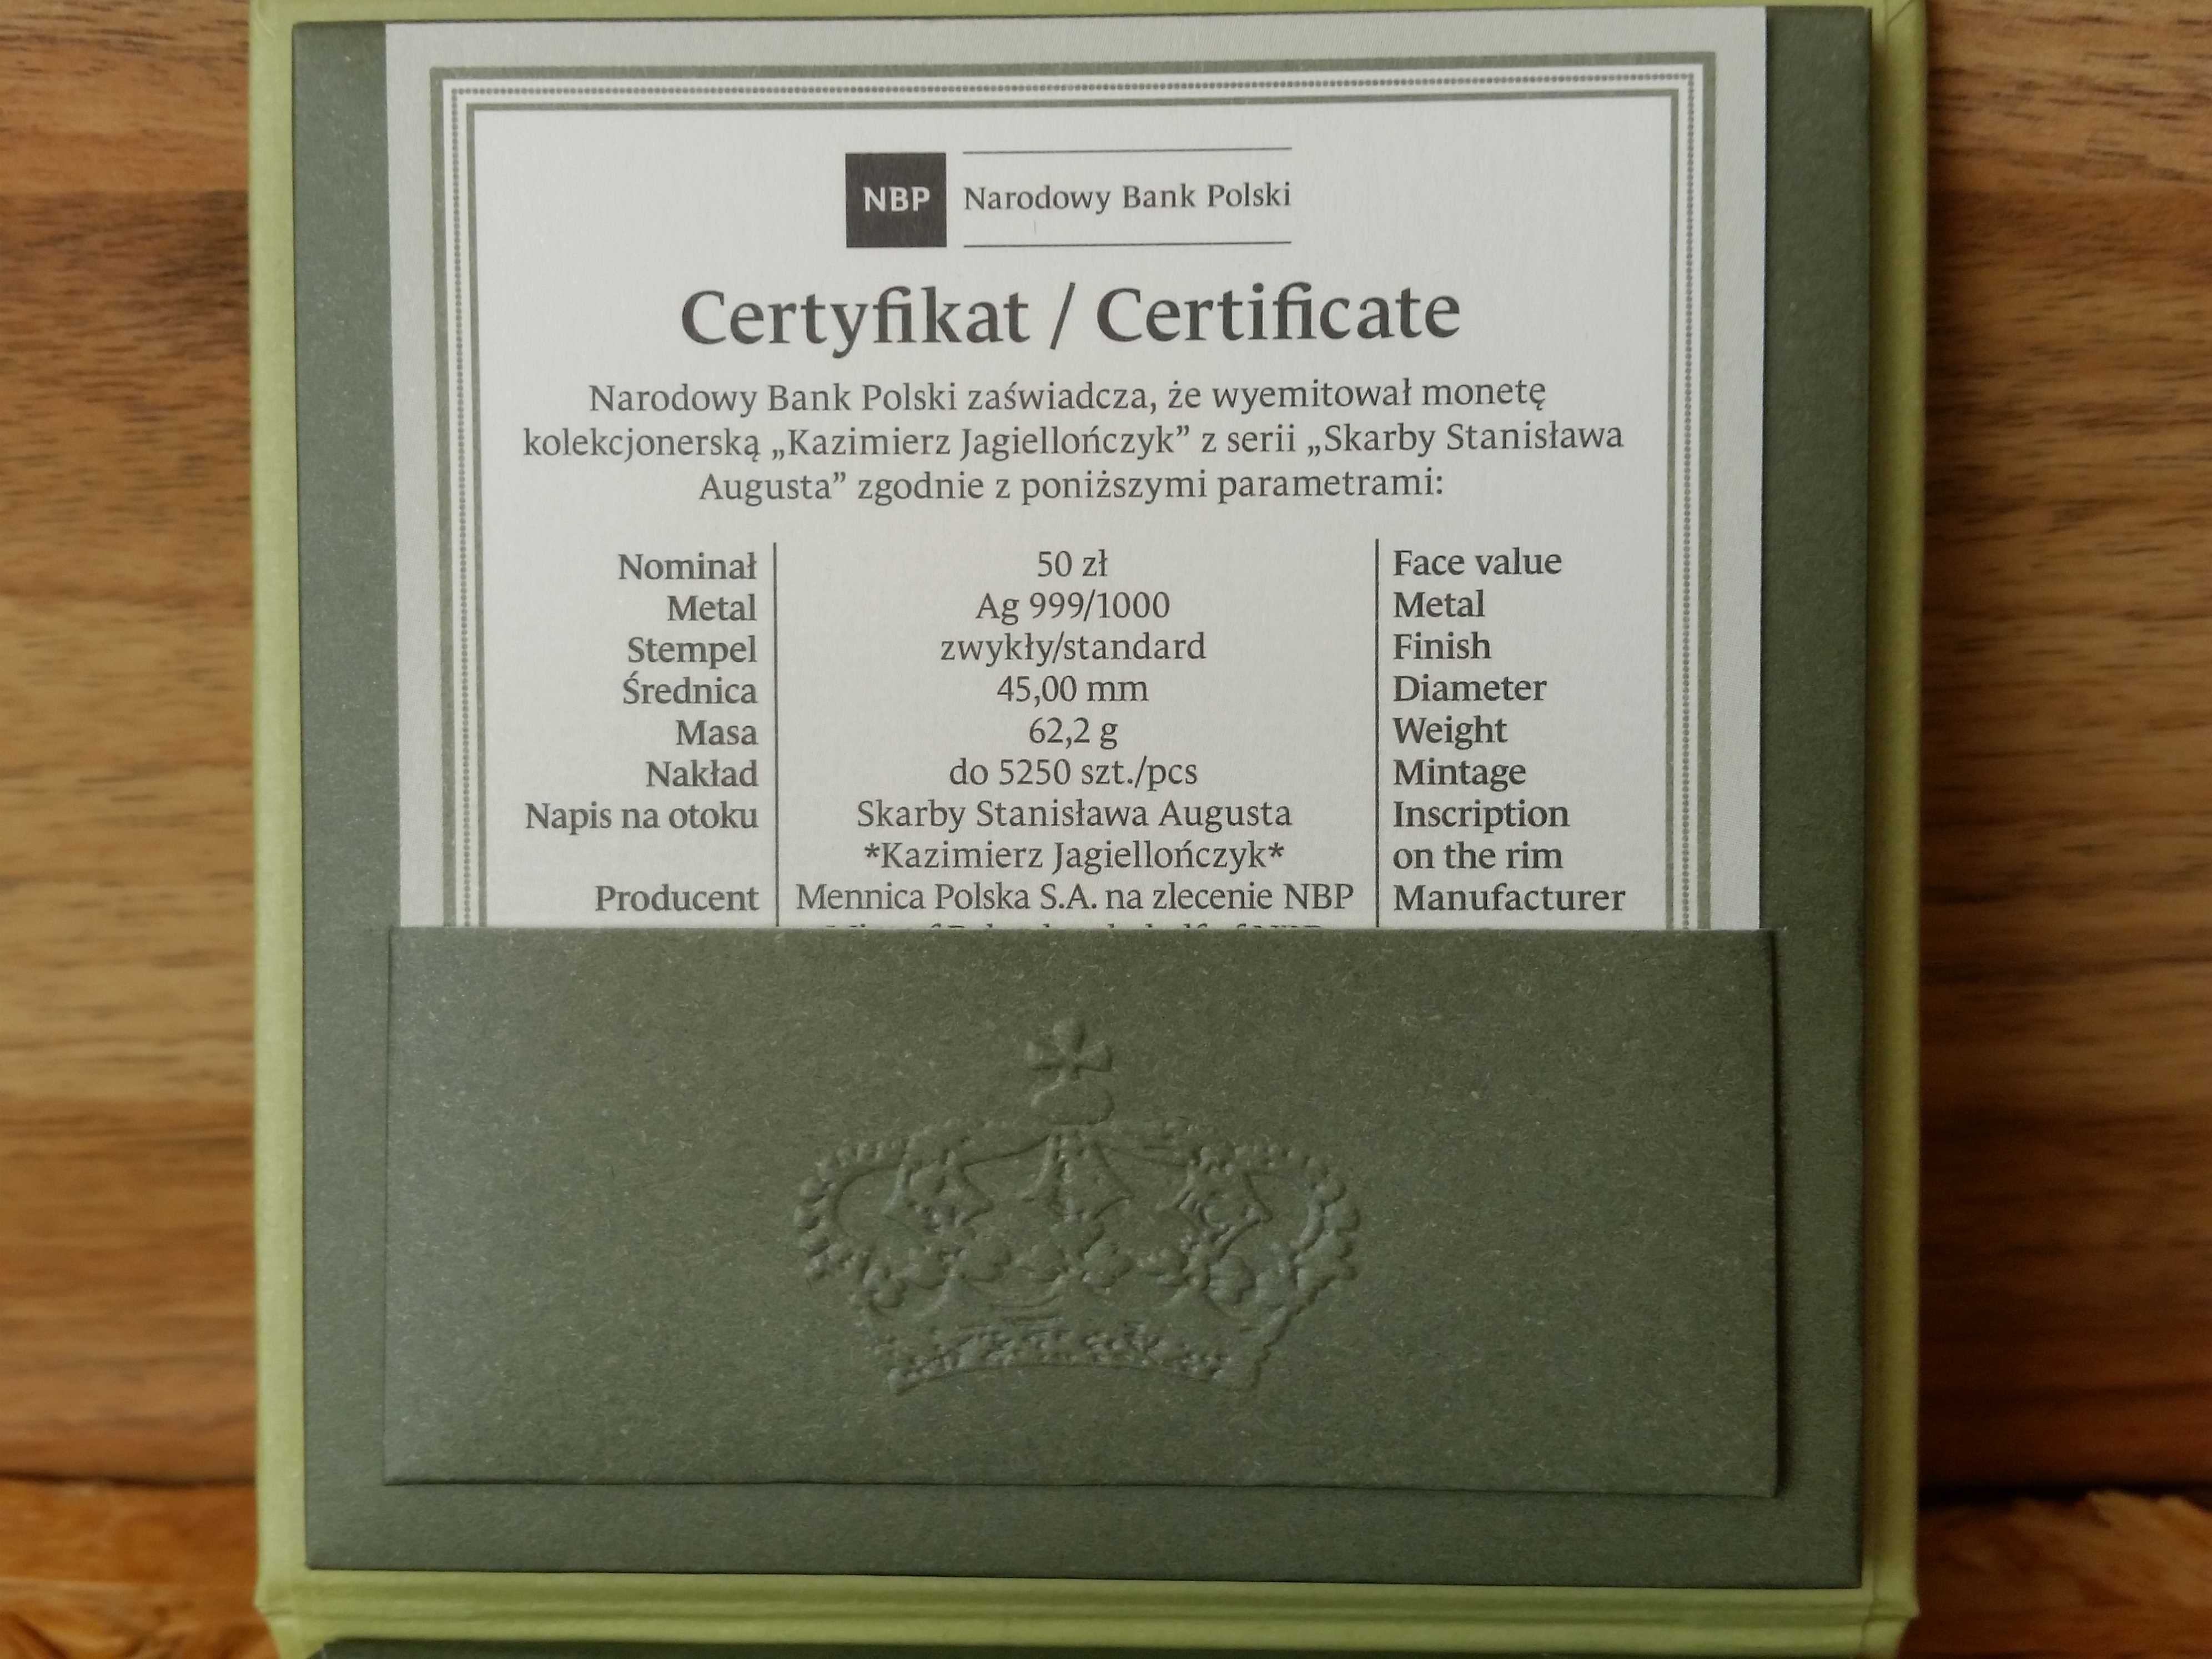 NBP Narodowy Bank Polski
Certyfikat / Certificate
Narodowy Bank Polski zaświadcza, że wyemitował monetę
kolekcjonerską „Kazimierz Jagiellończyk” z serii „Skarby Stanisława
Augusta” zgodnie z poniższymi parametrami:
Nominał 50 zł Face value
Metal Ag 999/1000 Metal
Stempel zwykły/standard Finish
Średnica 45,00 mm Diameter
Masa 62,2 g Weight
Nakład do 5250 szt./pcs Mintage
Napis na otoku Skarby Stanisława Augusta Inscription
*Kazimierz Jagiellończyk* on the rim
Producent Mennica Polska S.A. na zlecenie NBP Manufacturer